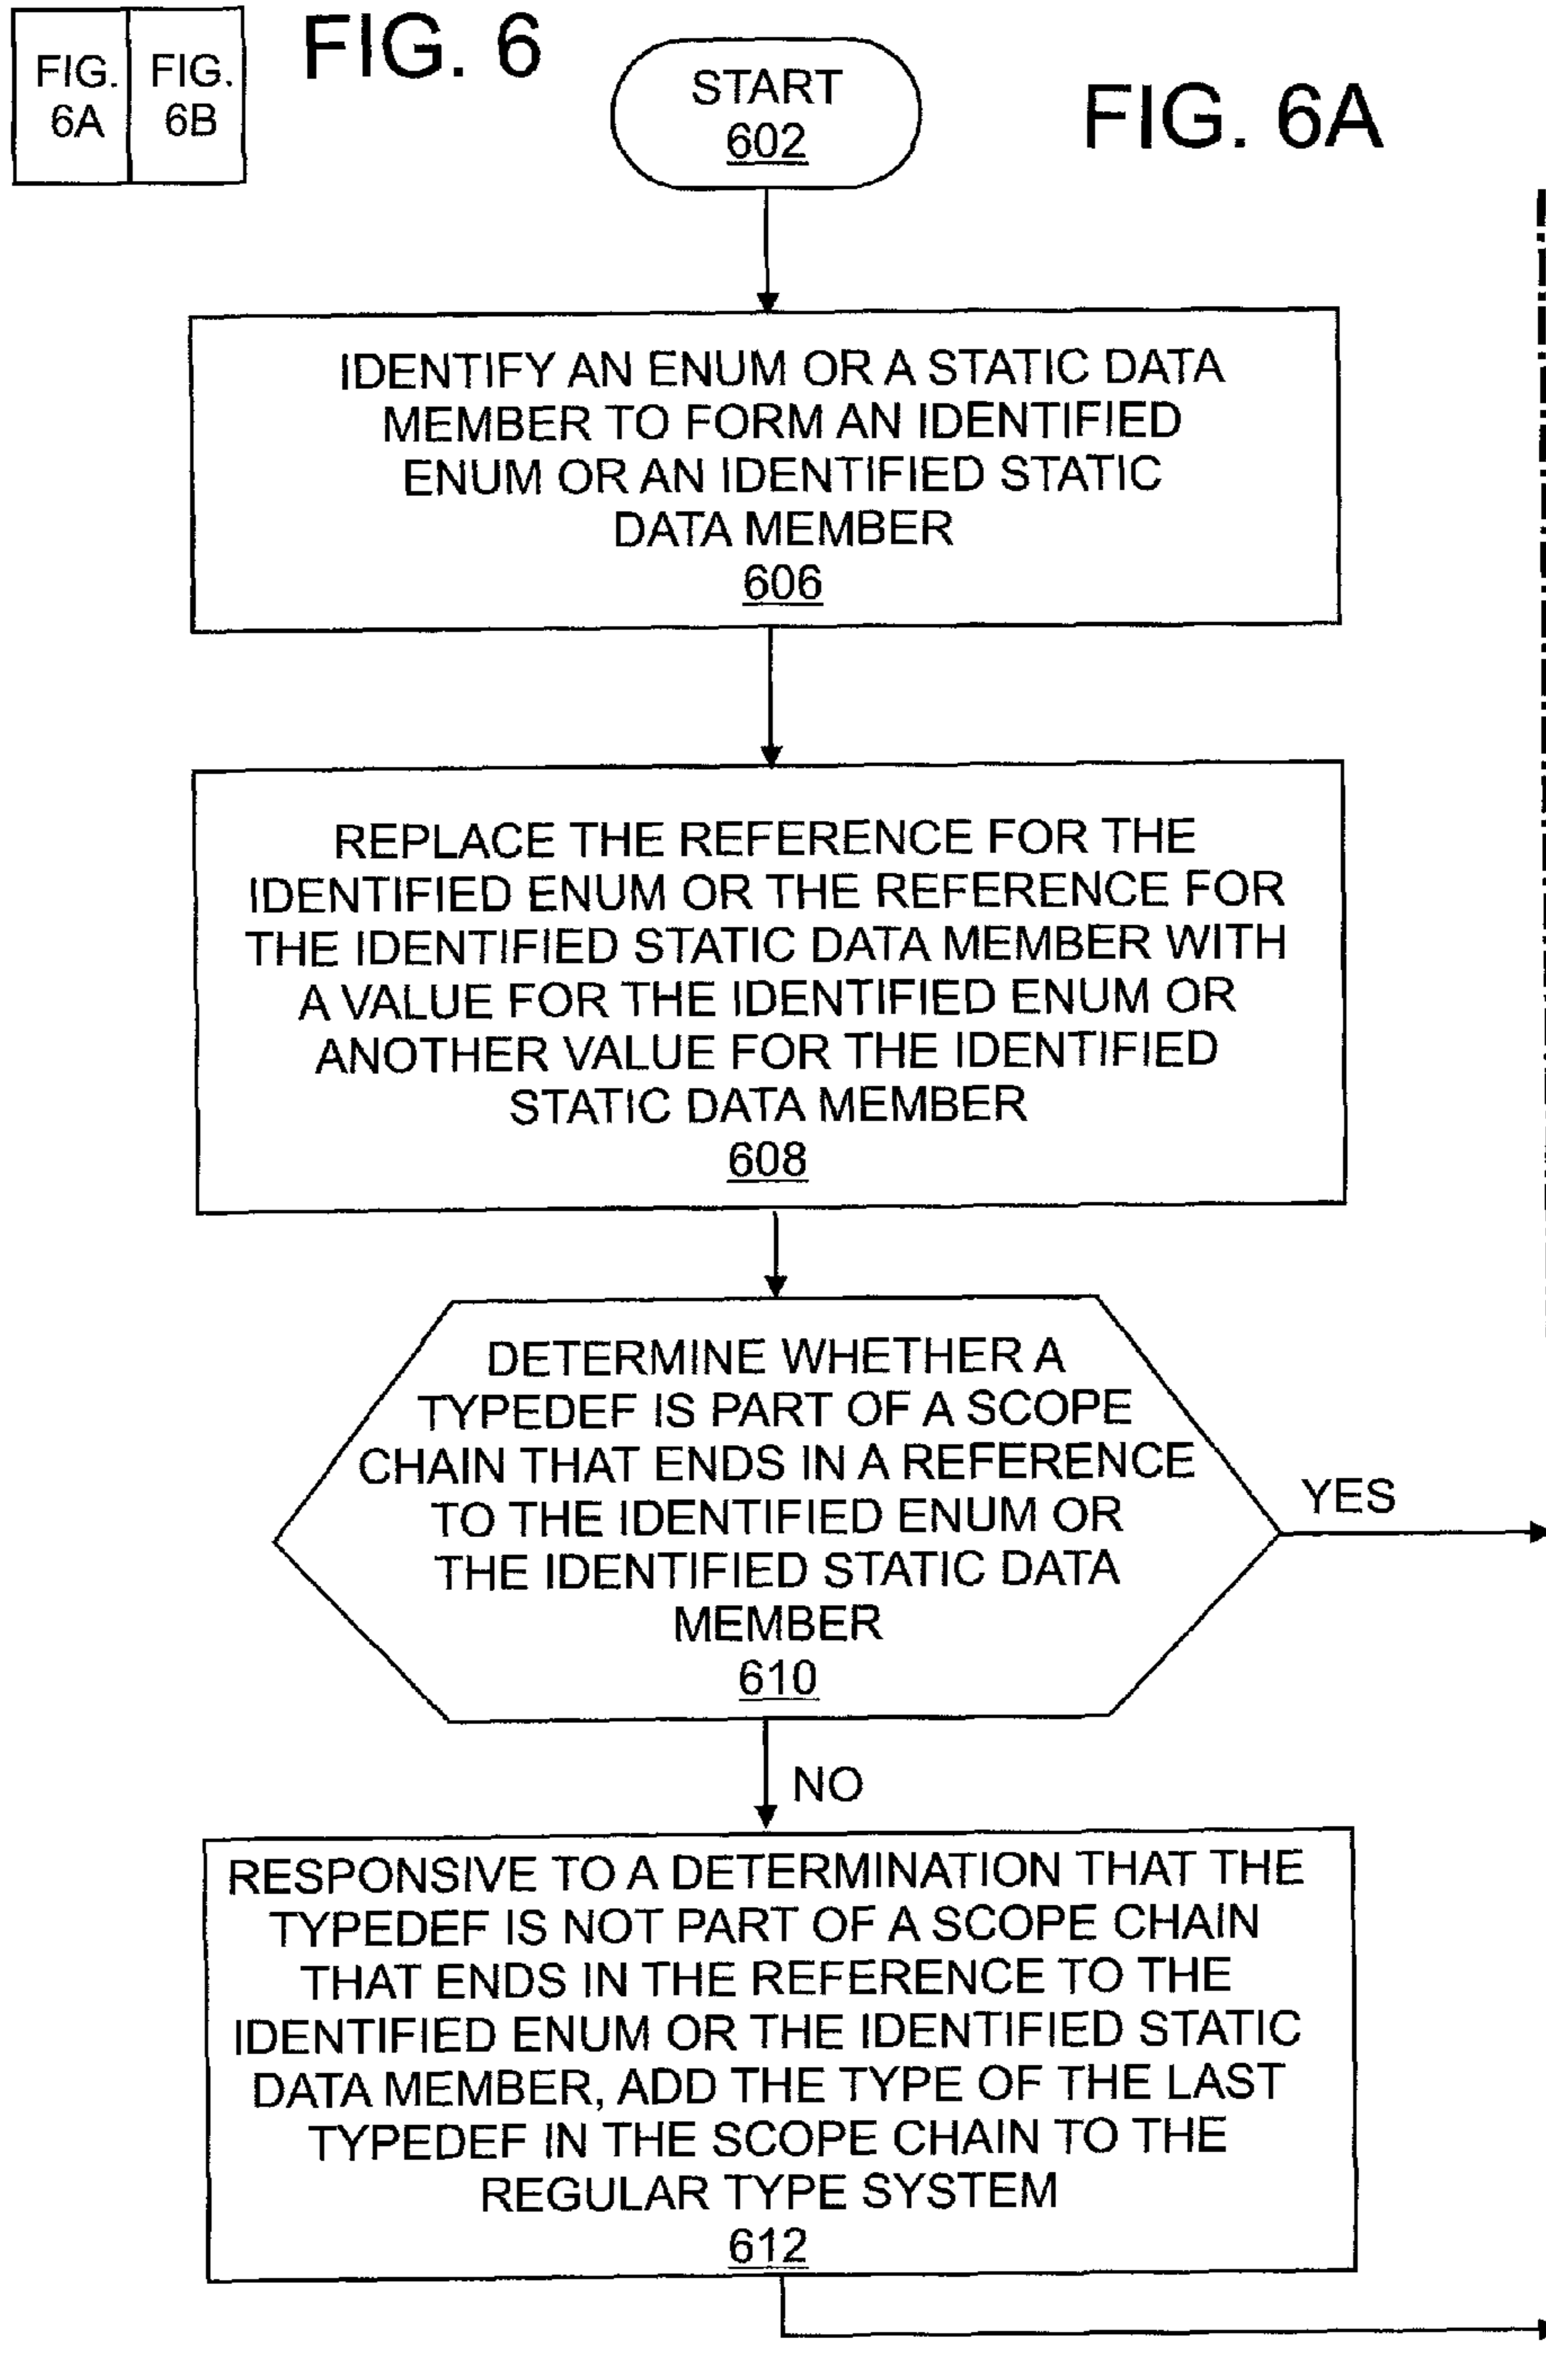 FIG. 6A
FIG. 6B
FIG. 6
FIG. 6A
START
602
IDENTIFY AN ENUM OR A STATIC DATA
MEMBER TO FORM AN IDENTIFIED
ENUM OR AN IDENTIFIED STATIC
DATA MEMBER
606
REPLACE THE REFERENCE FOR THE
IDENTIFIED ENUM OR THE REFERENCE FOR
THE IDENTIFIED STATIC DATA MEMBER WITH
A VALUE FOR THE IDENTIFIED ENUM OR
ANOTHER VALUE FOR THE IDENTIFIED
STATIC DATA MEMBER
608
DETERMINE WHETHER A
TYPEDEF IS PART OF A SCOPE
CHAIN THAT ENDS IN A REFERENCE
TO THE IDENTIFIED ENUM OR
THE IDENTIFIED STATIC DATA
MEMBER
610
YES
NO
RESPONSIVE TO A DETERMINATION THAT THE
TYPEDEF IS NOT PART OF A SCOPE CHAIN
THAT ENDS IN THE REFERENCE TO THE
IDENTIFIED ENUM OR THE IDENTIFIED STATIC
DATA MEMBER, ADD THE TYPE OF THE LAST
TYPEDEF IN THE SCOPE CHAIN TO THE
REGULAR TYPE SYSTEM
612